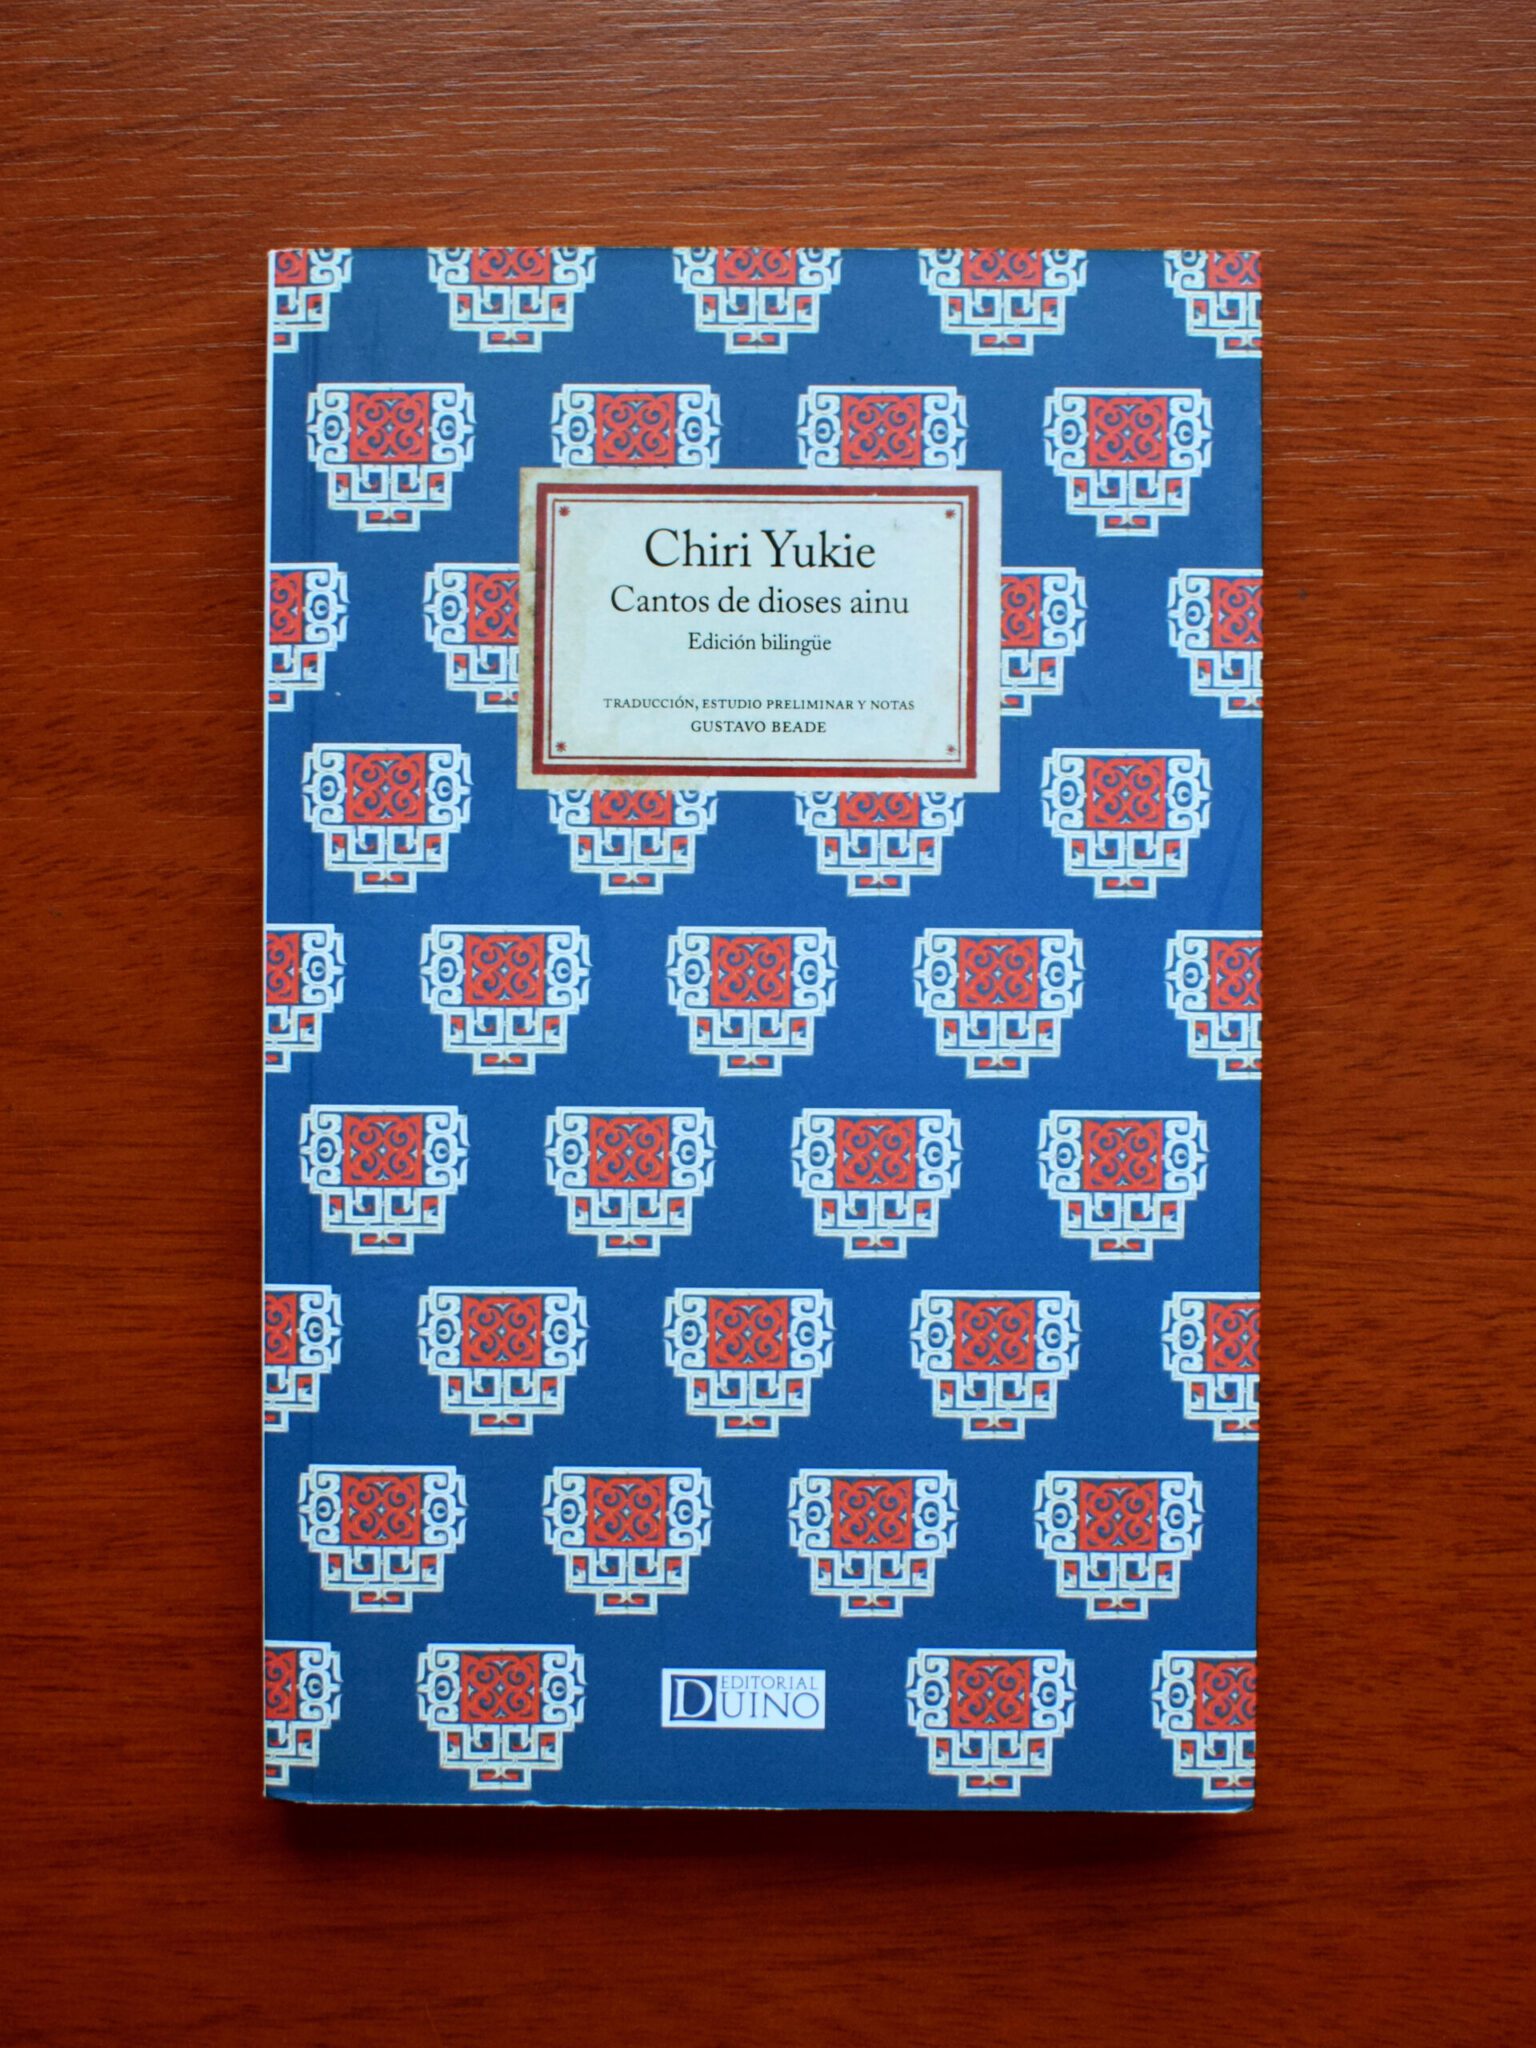 Chiri Yukie
Cantos de dioses ainu
Edición bilingüe
TRADUCCIÓN, ESTUDIO PRELIMINAR Y NOTAS
GUSTAVO BEADE
EDITORIAL
DUINO